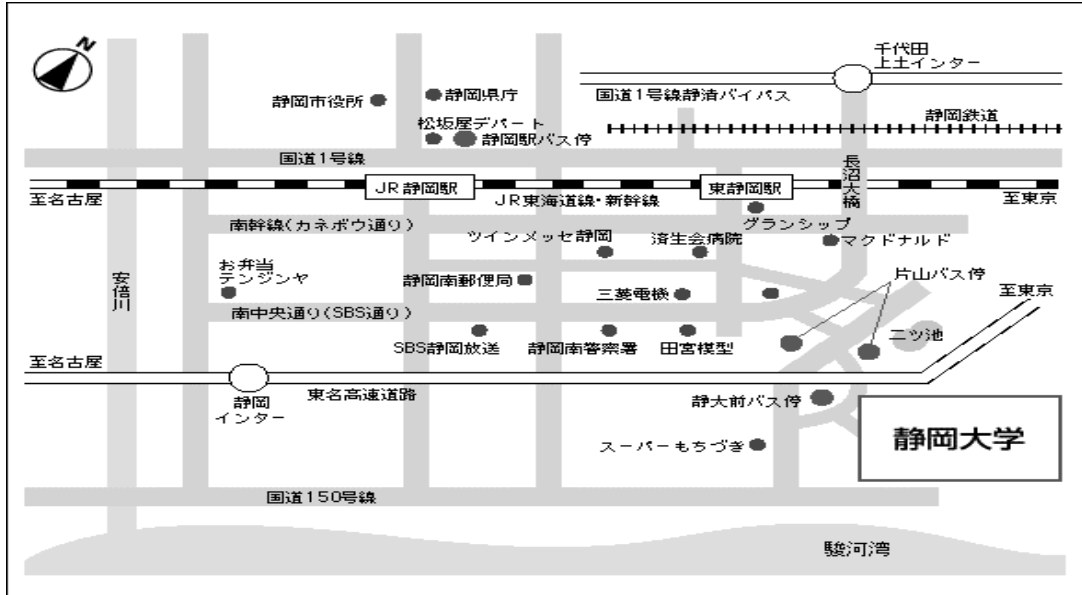 N
千代田
上土インター
静岡市役所
静岡県庁
国道1号線静清バイパス
静岡鉄道
松坂屋デパート
静岡駅バス停
国道1号線
長沼大橋
JR静岡駅
東静岡駅
至名古屋
JR東海道線・新幹線
至東京
南幹線(カネボウ通り)
グランシップ
ツインメッセ静岡
済生会病院
マクドナルド
お弁当
テンジンヤ
安倍川
静岡南郵便局
三菱電機
片山バス停
至東京
南中央通り(SBS通り)
SBS静岡放送
静岡南警察署
田宮模型
二ツ池
至名古屋
東名高速道路
静岡
インター
静大前バス停
静岡大学
スーパーもちづき
国道150号線
駿河湾